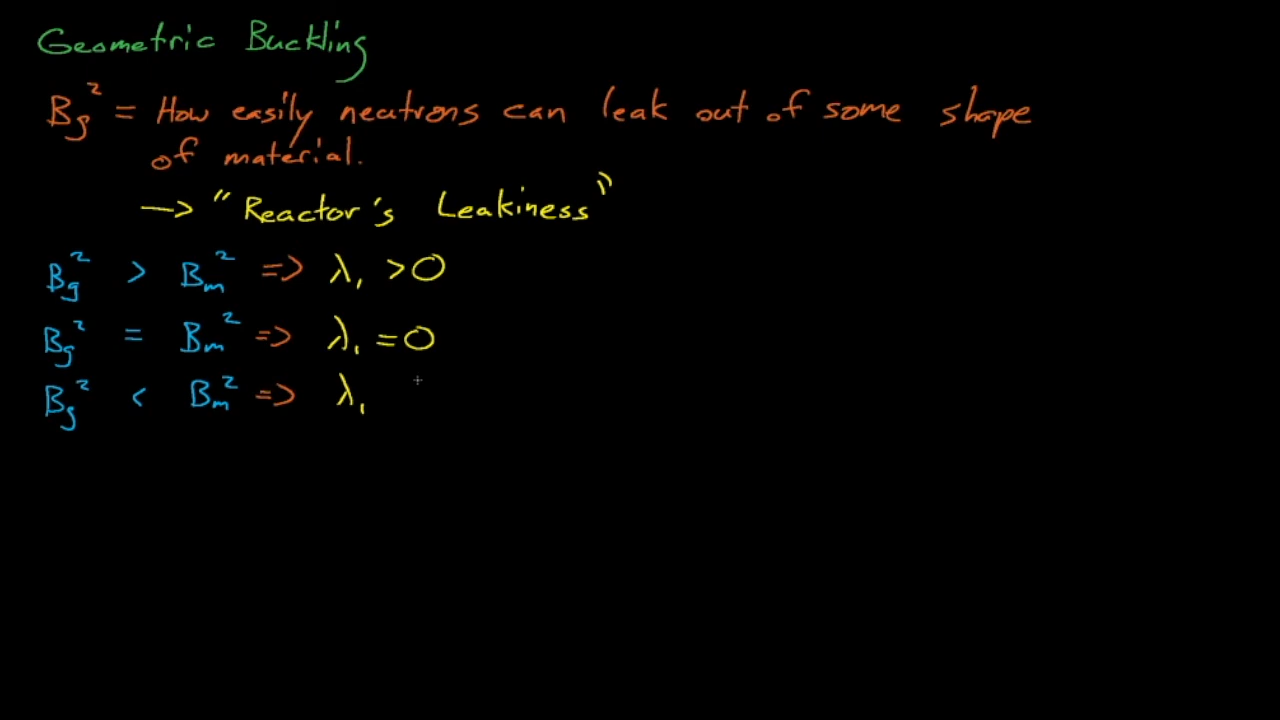 Geometric Buckling
Bg² = How easily neutrons can leak out of some shape
of material.
→ "Reactor's Leakiness"
Bg² > Bm² => λ₁ > 0
Bg² = Bm² => λ₁ = 0
Bg² < Bm² => λ₁